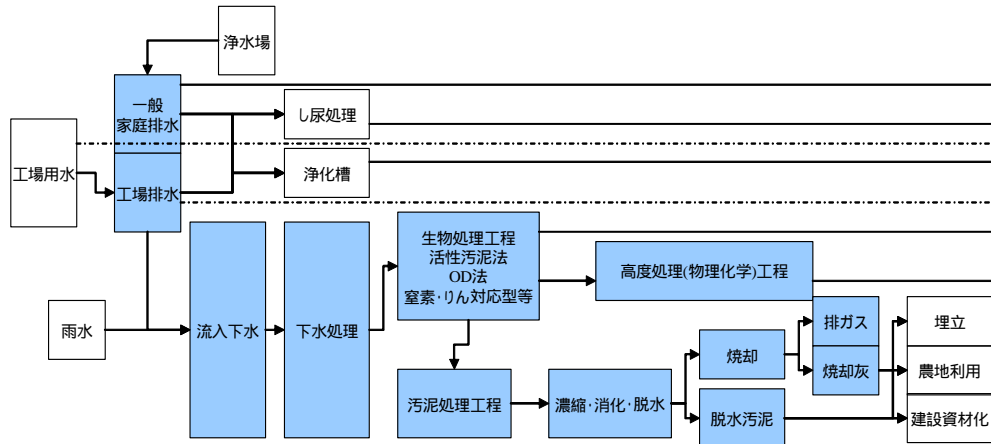 浄水場
一般
家庭排水
し尿処理
工場用水
工場排水
浄化槽
生物処理工程
活性汚泥法
OD法
窒素・りん対応型等
高度処理(物理化学)工程
雨水
流入下水
下水処理
排ガス
埋立
焼却
焼却灰
農地利用
汚泥処理工程
濃縮・消化・脱水
脱水汚泥
建設資材化